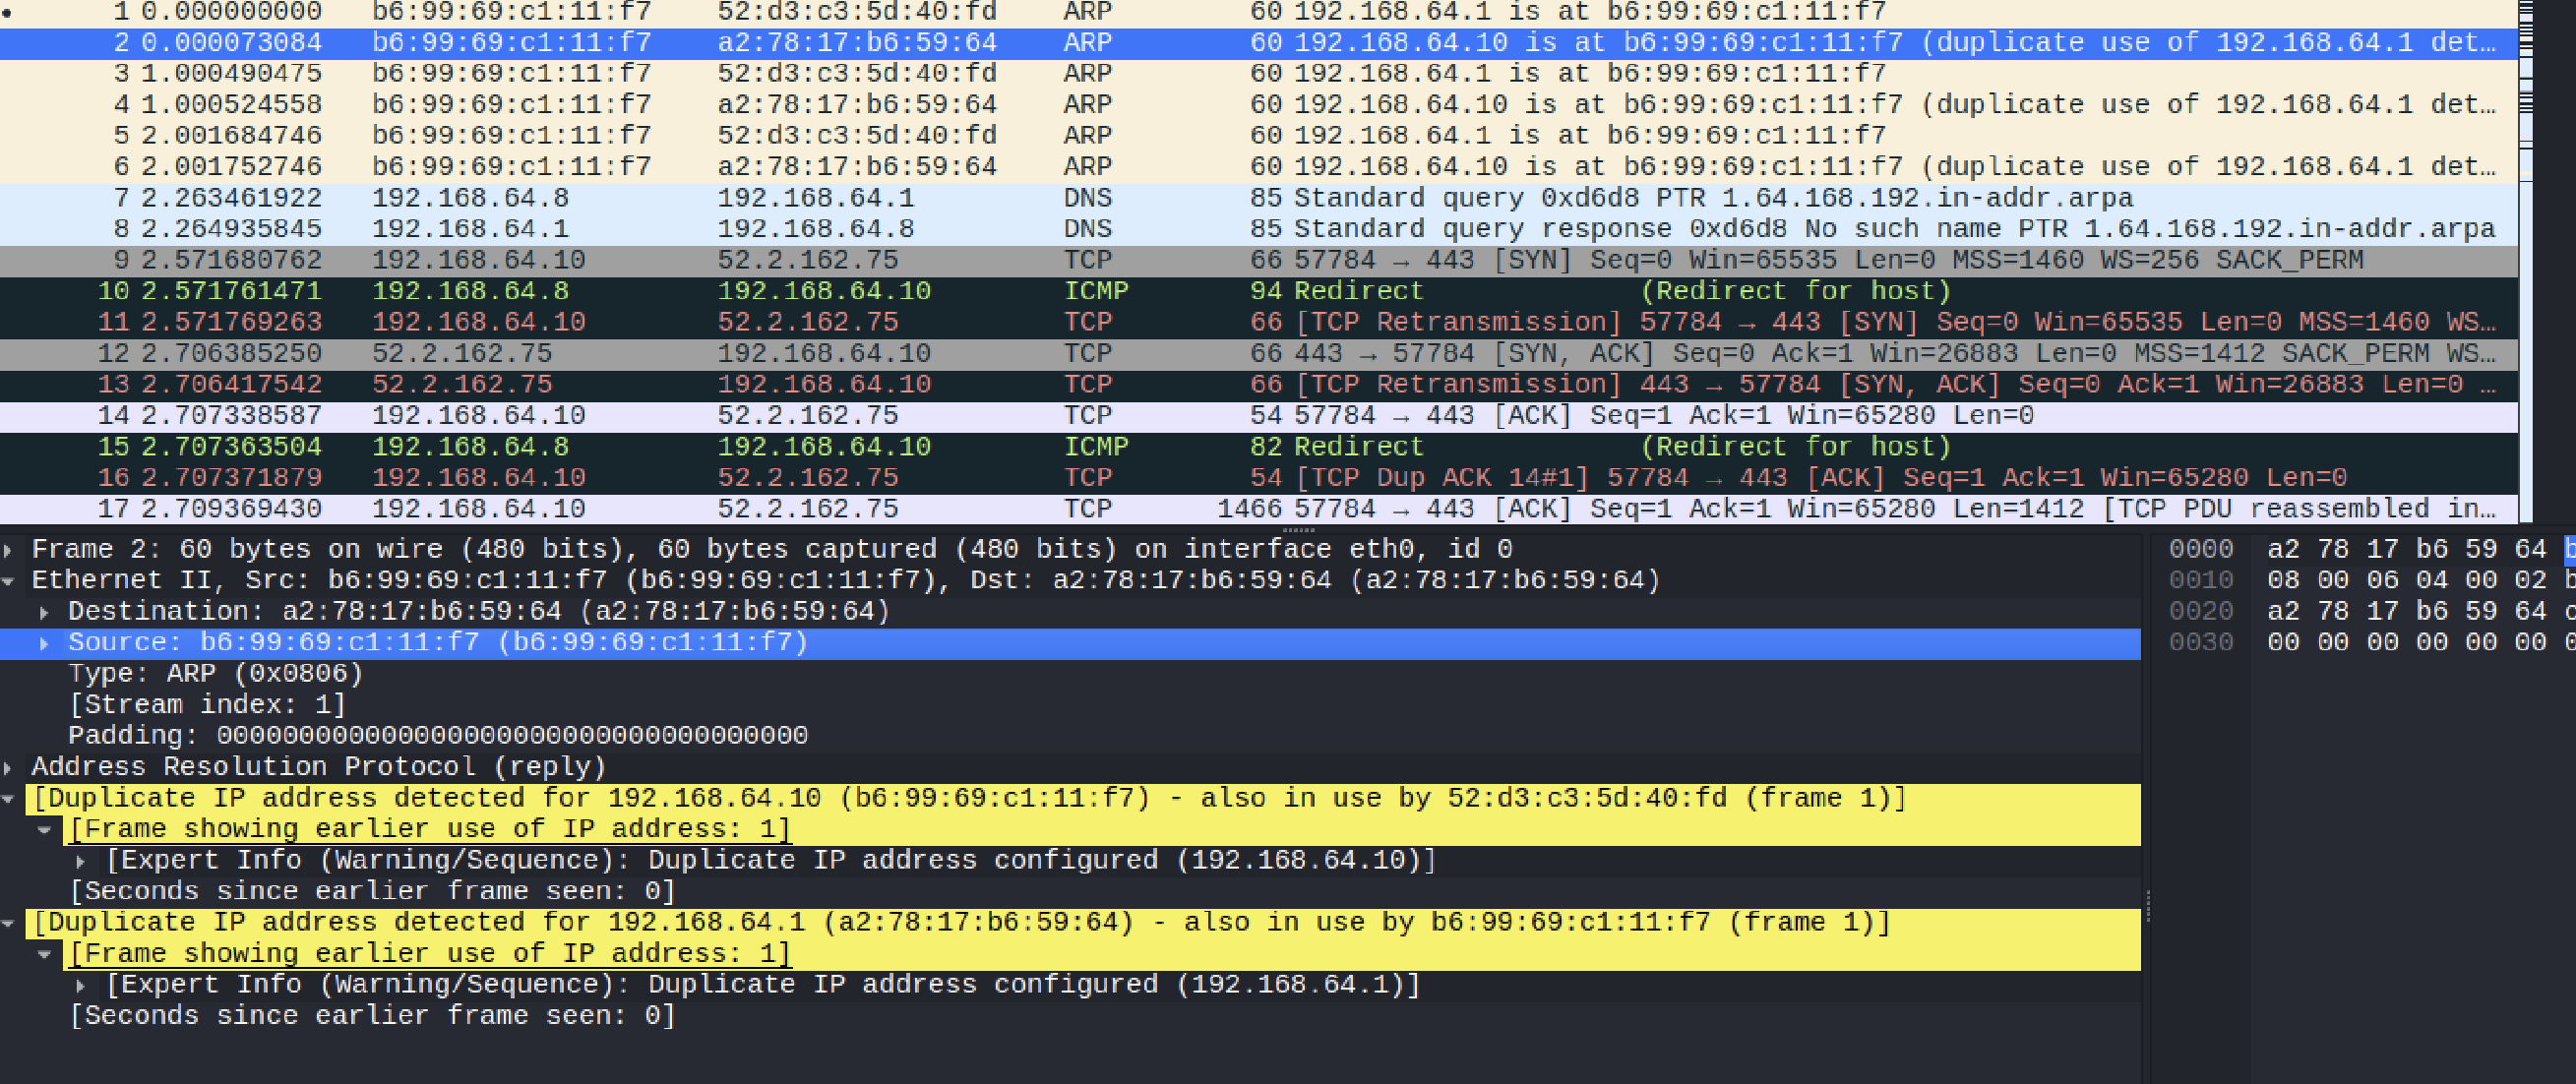 1 0.000000000 b6:99:69:c1:11:f7 52:d3:c3:5d:40:fd ARP 60 192.168.64.1 is at b6:99:69:c1:11:f7
2 0.000073084 b6:99:69:c1:11:f7 a2:78:17:b6:59:64 ARP 60 192.168.64.10 is at b6:99:69:c1:11:f7 (duplicate use of 192.168.64.1 det…
3 1.000490475 b6:99:69:c1:11:f7 52:d3:c3:5d:40:fd ARP 60 192.168.64.1 is at b6:99:69:c1:11:f7
4 1.000524558 b6:99:69:c1:11:f7 a2:78:17:b6:59:64 ARP 60 192.168.64.10 is at b6:99:69:c1:11:f7 (duplicate use of 192.168.64.1 det…
5 2.001684746 b6:99:69:c1:11:f7 52:d3:c3:5d:40:fd ARP 60 192.168.64.1 is at b6:99:69:c1:11:f7
6 2.001752746 b6:99:69:c1:11:f7 a2:78:17:b6:59:64 ARP 60 192.168.64.10 is at b6:99:69:c1:11:f7 (duplicate use of 192.168.64.1 det…
7 2.263461922 192.168.64.8 192.168.64.1 DNS 85 Standard query 0xd6d8 PTR 1.64.168.192.in-addr.arpa
8 2.264935845 192.168.64.1 192.168.64.8 DNS 85 Standard query response 0xd6d8 No such name PTR 1.64.168.192.in-addr.arpa
9 2.571680762 192.168.64.10 52.2.162.75 TCP 66 57784 → 443 [SYN] Seq=0 Win=65535 Len=0 MSS=1460 WS=256 SACK_PERM
10 2.571761471 192.168.64.8 192.168.64.10 ICMP 94 Redirect (Redirect for host)
11 2.571769263 192.168.64.10 52.2.162.75 TCP 66 [TCP Retransmission] 57784 → 443 [SYN] Seq=0 Win=65535 Len=0 MSS=1460 WS…
12 2.706385250 52.2.162.75 192.168.64.10 TCP 66 443 → 57784 [SYN, ACK] Seq=0 Ack=1 Win=26883 Len=0 MSS=1412 SACK_PERM WS…
13 2.706417542 52.2.162.75 192.168.64.10 TCP 66 [TCP Retransmission] 443 → 57784 [SYN, ACK] Seq=0 Ack=1 Win=26883 Len=0 …
14 2.707338587 192.168.64.10 52.2.162.75 TCP 54 57784 → 443 [ACK] Seq=1 Ack=1 Win=65280 Len=0
15 2.707363504 192.168.64.8 192.168.64.10 ICMP 82 Redirect (Redirect for host)
16 2.707371879 192.168.64.10 52.2.162.75 TCP 54 [TCP Dup ACK 14#1] 57784 → 443 [ACK] Seq=1 Ack=1 Win=65280 Len=0
17 2.709369430 192.168.64.10 52.2.162.75 TCP 1466 57784 → 443 [ACK] Seq=1 Ack=1 Win=65280 Len=1412 [TCP PDU reassembled in…
Frame 2: 60 bytes on wire (480 bits), 60 bytes captured (480 bits) on interface eth0, id 0
Ethernet II, Src: b6:99:69:c1:11:f7 (b6:99:69:c1:11:f7), Dst: a2:78:17:b6:59:64 (a2:78:17:b6:59:64)
Destination: a2:78:17:b6:59:64 (a2:78:17:b6:59:64)
Source: b6:99:69:c1:11:f7 (b6:99:69:c1:11:f7)
Type: ARP (0x0806)
[Stream index: 1]
Padding: 000000000000000000000000000000000000
Address Resolution Protocol (reply)
[Duplicate IP address detected for 192.168.64.10 (b6:99:69:c1:11:f7) - also in use by 52:d3:c3:5d:40:fd (frame 1)]
[Frame showing earlier use of IP address: 1]
[Expert Info (Warning/Sequence): Duplicate IP address configured (192.168.64.10)]
[Seconds since earlier frame seen: 0]
[Duplicate IP address detected for 192.168.64.1 (a2:78:17:b6:59:64) - also in use by b6:99:69:c1:11:f7 (frame 1)]
[Frame showing earlier use of IP address: 1]
[Expert Info (Warning/Sequence): Duplicate IP address configured (192.168.64.1)]
[Seconds since earlier frame seen: 0]
0000 a2 78 17 b6 59 64
0010 08 00 06 04 00 02
0020 a2 78 17 b6 59 64
0030 00 00 00 00 00 00